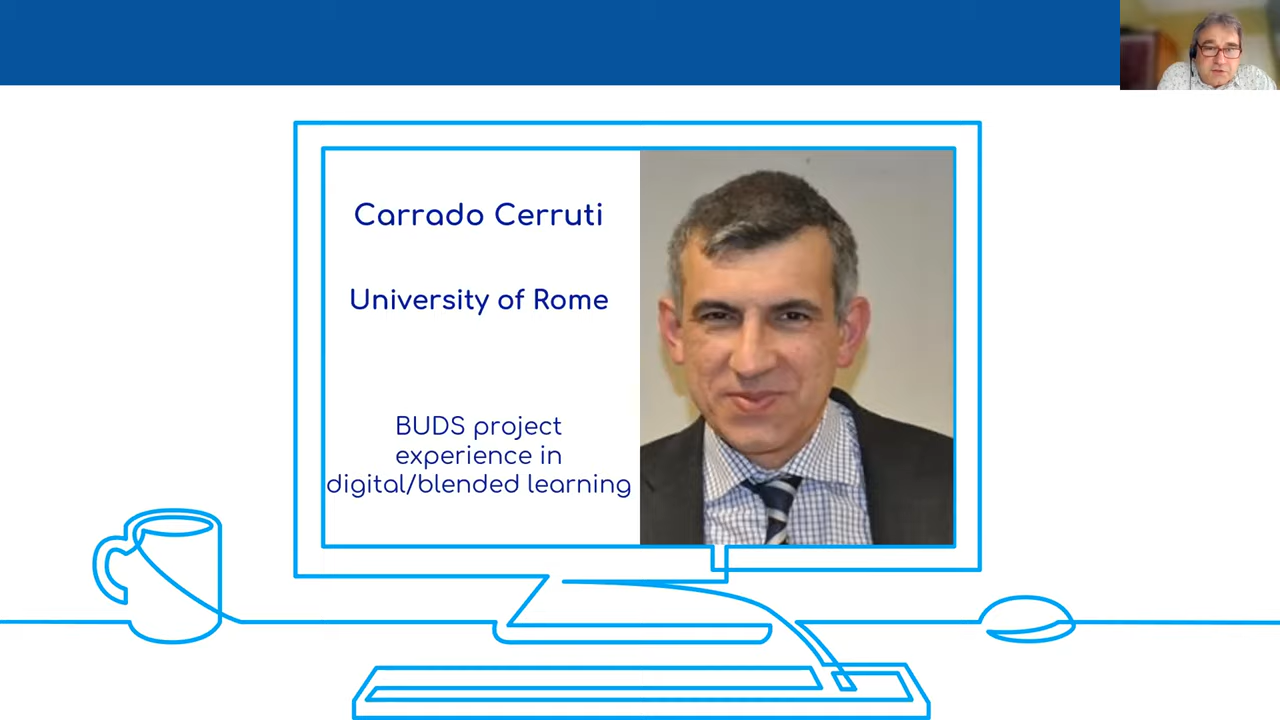 Carrado Cerruti
University of Rome
BUDS project
experience in
digital/blended learning